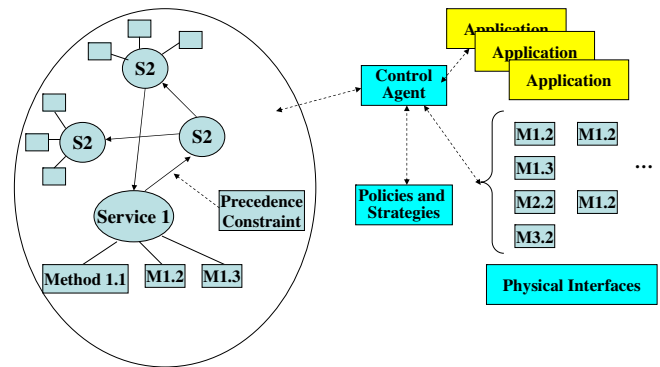 S2
S2
S2
Service 1
Precedence
Constraint
Method 1.1
M1.2
M1.3
Control
Agent
Policies and
Strategies
Application
Application
Application
M1.2
M1.2
M1.3
...
M2.2
M1.2
M3.2
Physical Interfaces